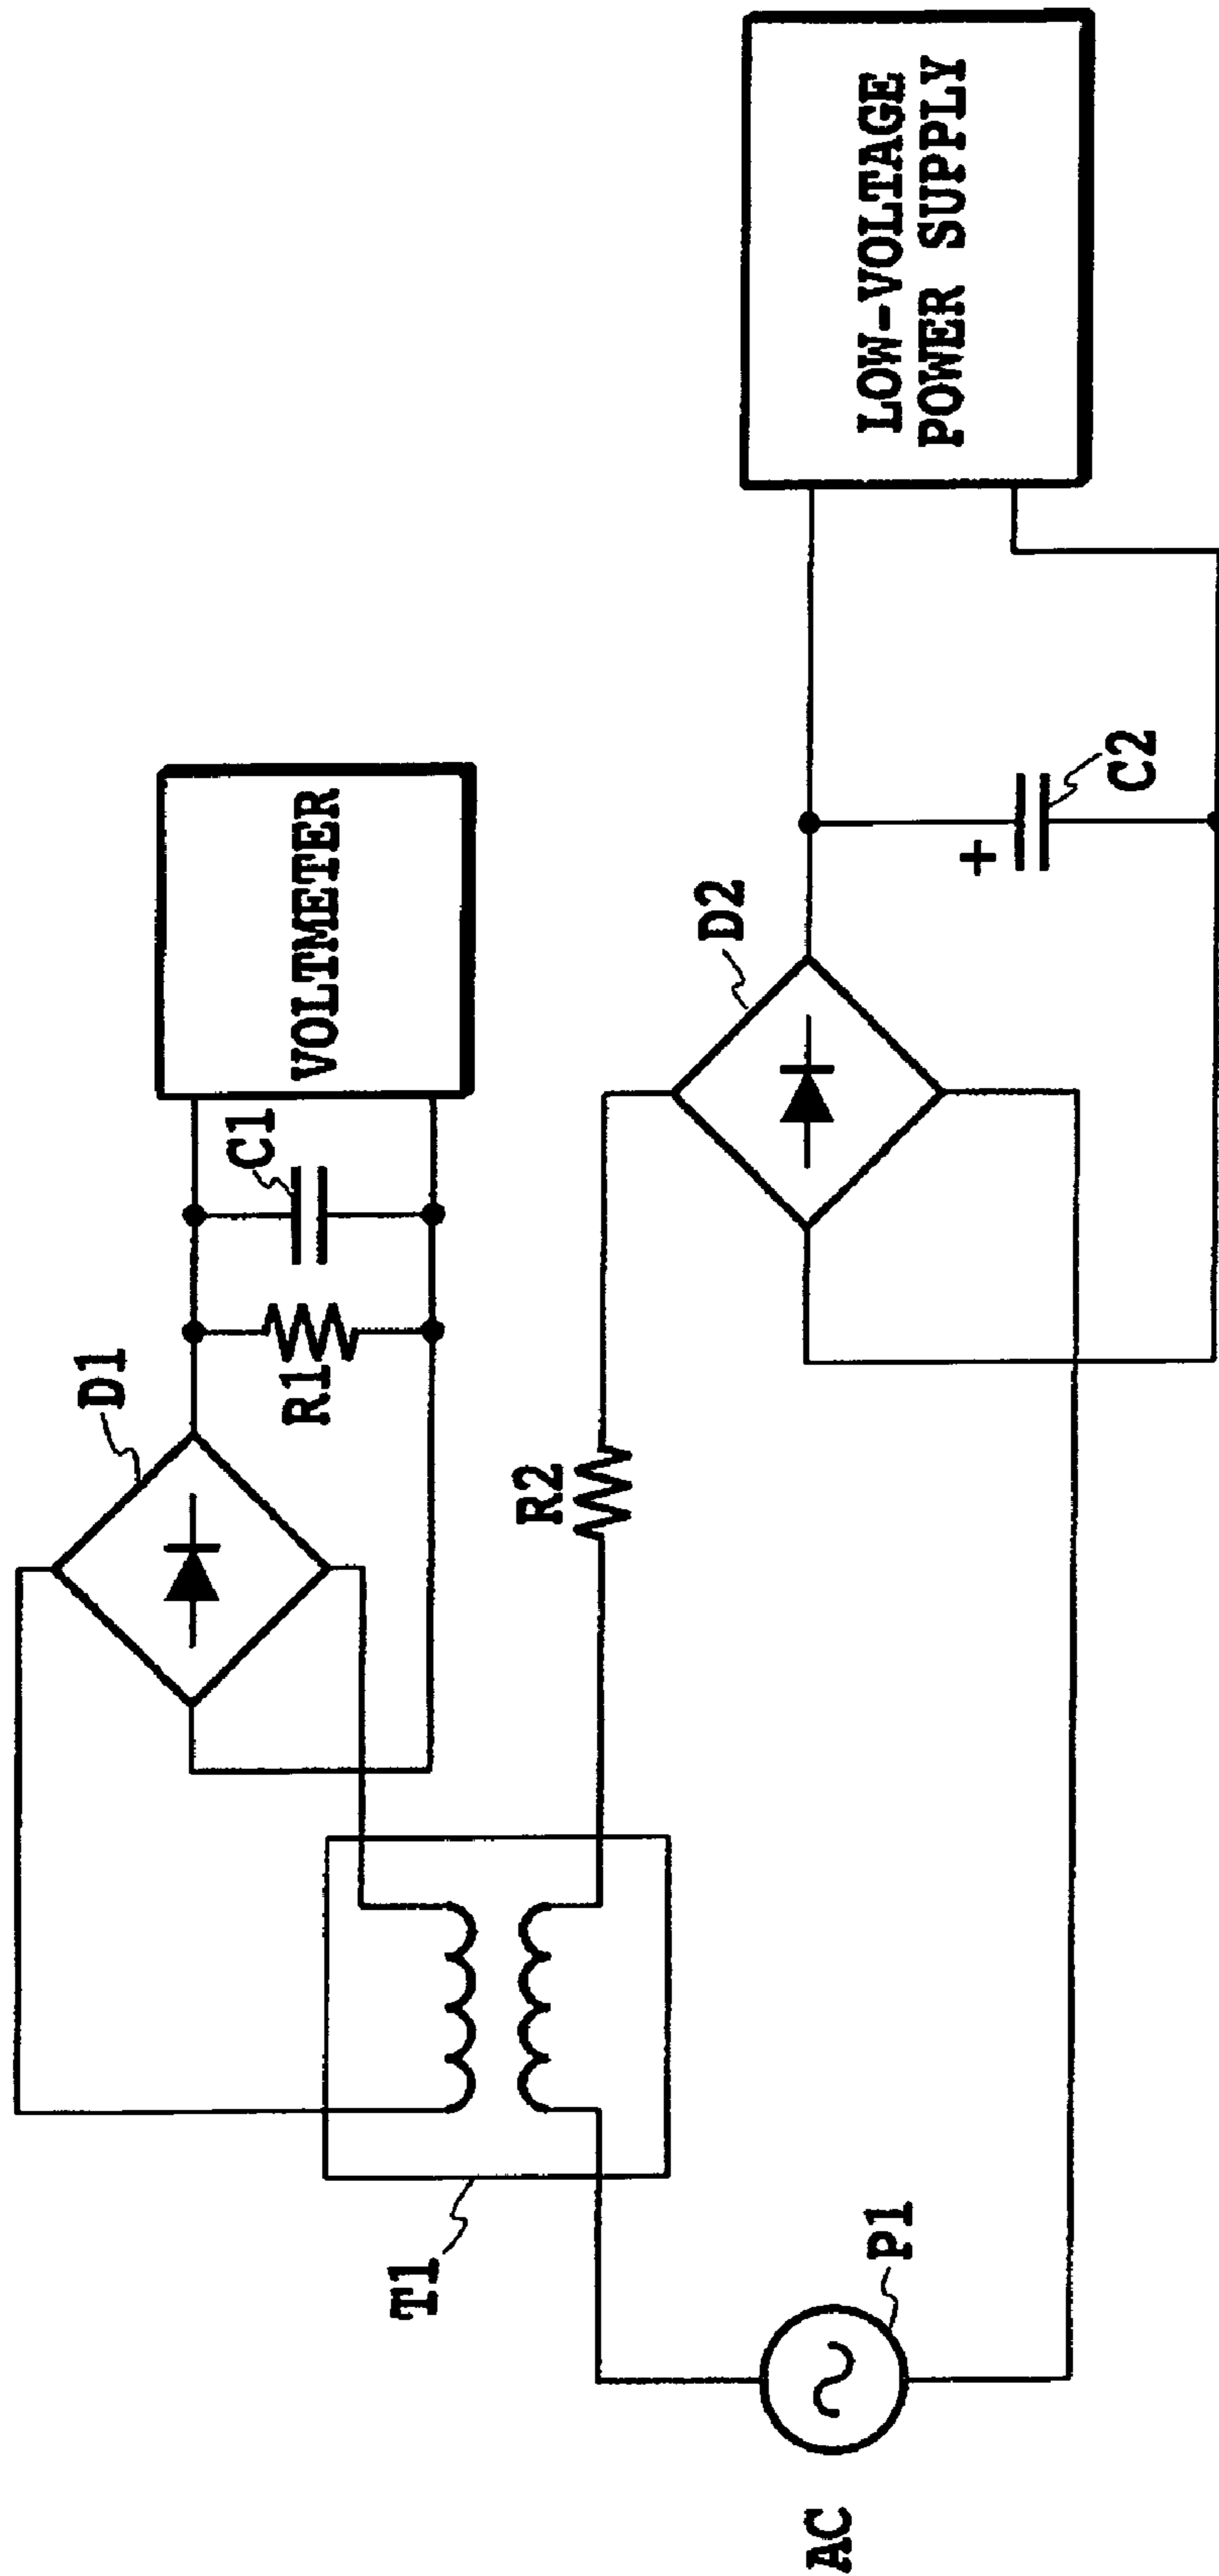 D1
R1
C1
VOLTMETER
T1
R2
D2
+
C2
LOW-VOLTAGE
POWER SUPPLY
AC
P1